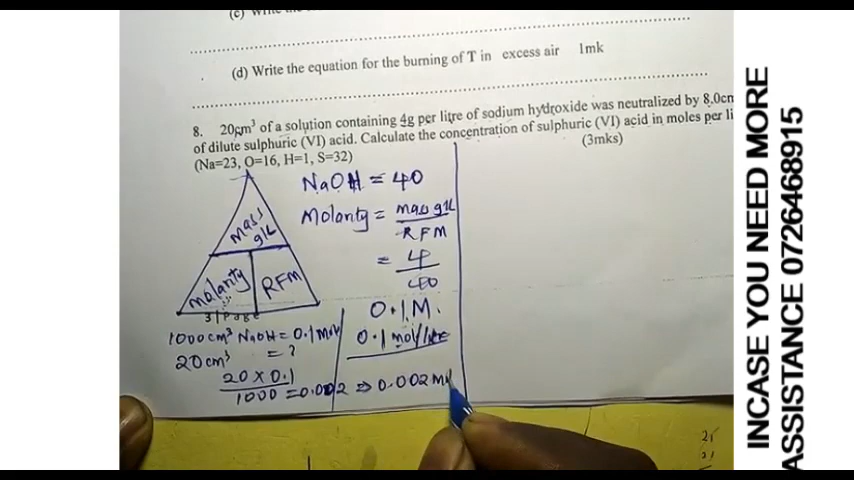 (d) Write the equation for the burning of T in excess air 1mk
8. 20cm³ of a solution containing 4g per litre of sodium hydroxide was neutralized by 8.0cm
of dilute sulphuric (VI) acid. Calculate the concentration of sulphuric (VI) acid in moles per li
(Na=23, O=16, H=1, S=32) (3mks)
NaOH = 40
Mass g/L
Molarity
RFM
Molarity = mass g/L
RFM
= 4
40
0.1M.
0.1 mol/litre
3|Page
1000cm³ NaOH = 0.1mol
20cm³ = ?
20 X 0.1
1000 = 0.002 ⇒ 0.002 mol
INCASE YOU NEED MORE
ASSISTANCE 0726468915